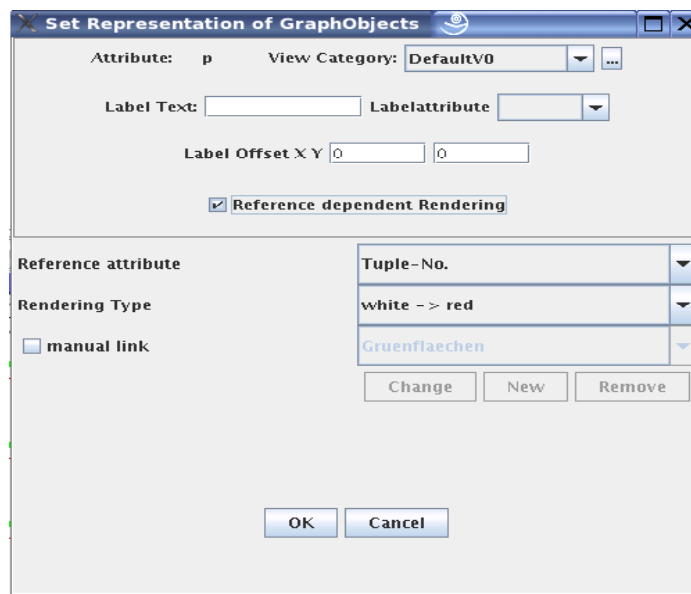 Set Representation of GraphObjects
Attribute: p View Category: DefaultV0 ...
Label Text: Labelattribute
Label Offset X Y 0 0
Reference dependent Rendering
Reference attribute Tuple-No.
Rendering Type white -> red
manual link Gruenflaechen
Change New Remove
OK Cancel